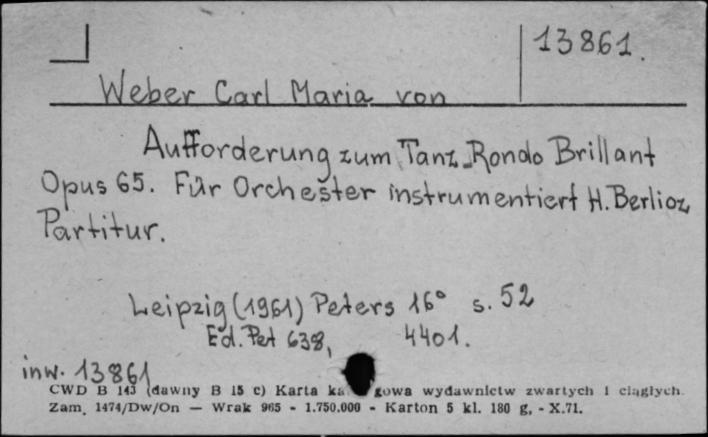 13861.
Weber Carl Maria von
Aufforderung zum Tanz - Rondo Brillant
Opus 65. Für Orchester instrumentiert H. Berlioz
Partitur.
Leipzig (1961) Peters 16° s. 52
Ed. Pet 638, 4401.
inw. 13861
CWD B 143 (dawny B 15 c) Karta gowa wydawnictw zwartych i ciągłych.
Zam. 1474/Dw/On — Wrak 965 - 1.750.000 - Karton 5 kl. 180 g. - X.71.